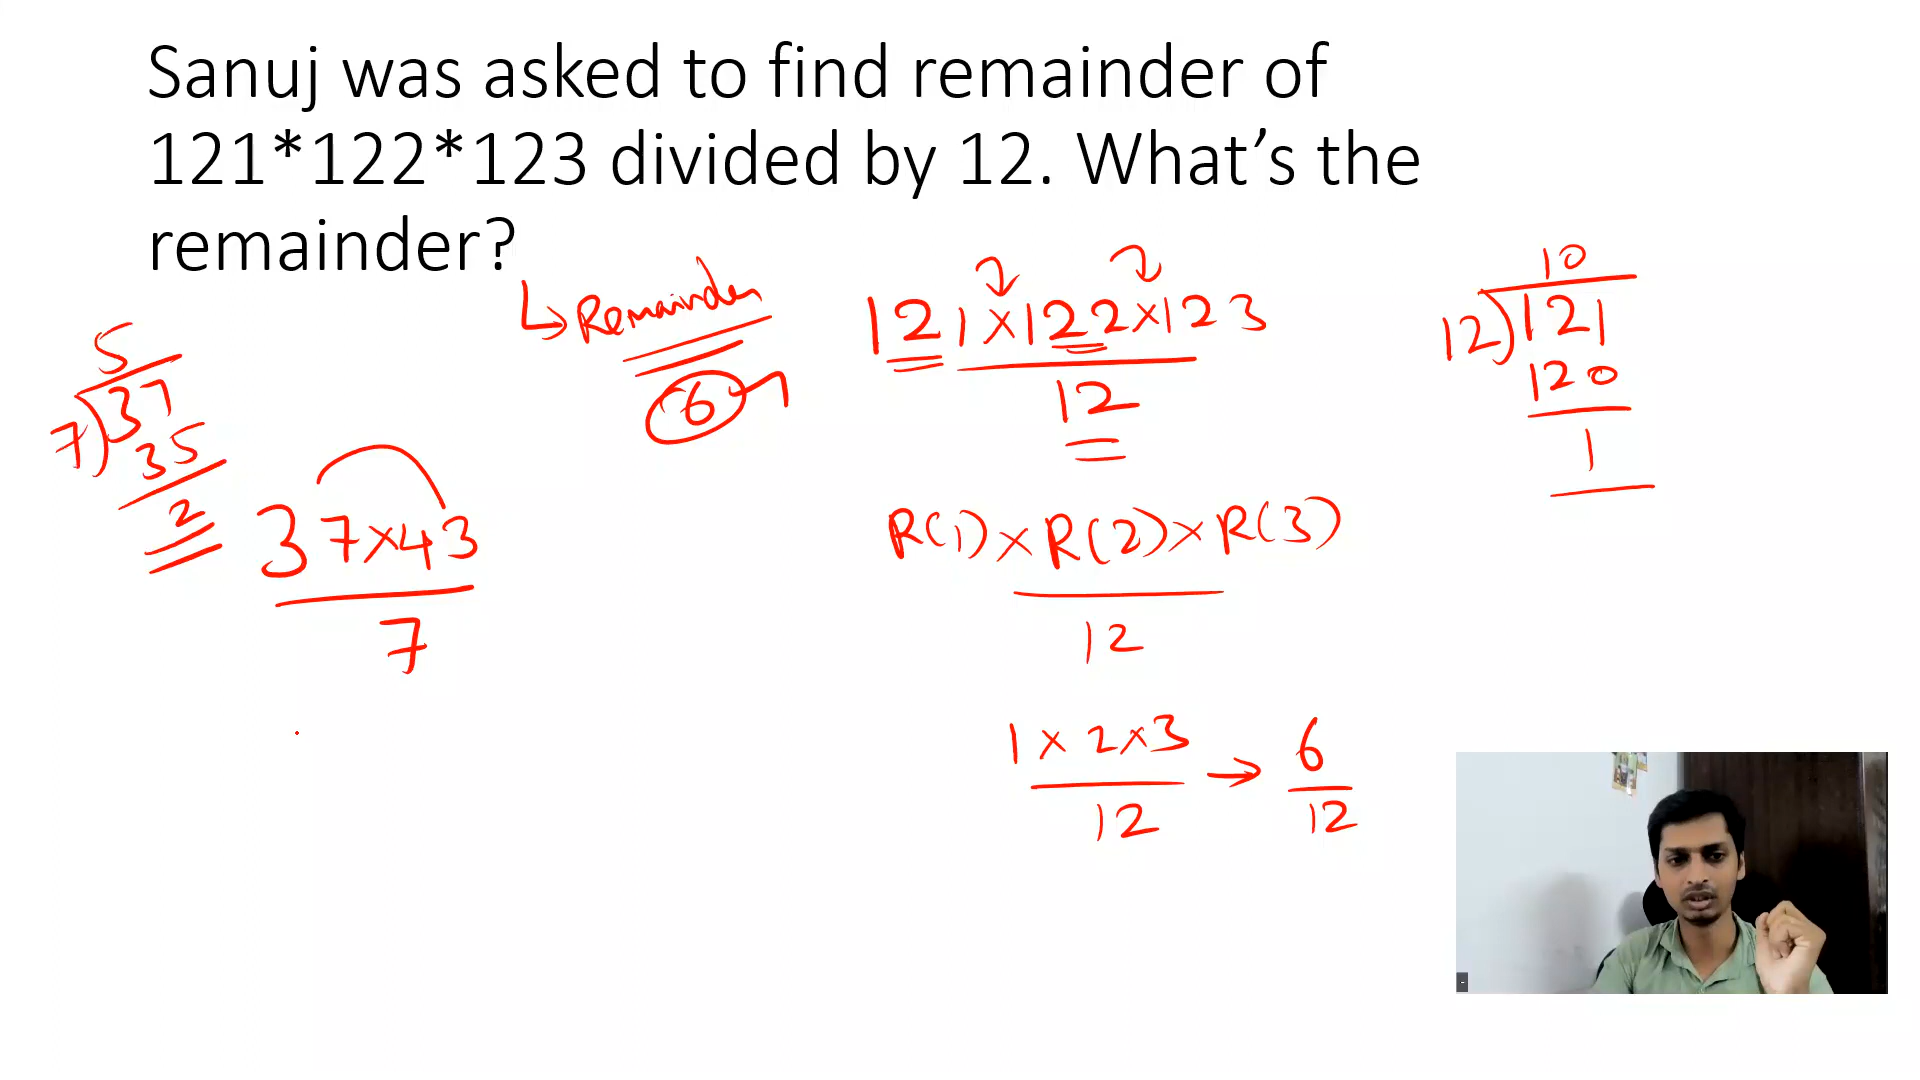 Sanuj was asked to find remainder of
121*122*123 divided by 12. What's the
remainder?
↳ Remainder
6
121×122×123
12
R(1)×R(2)×R(3)
12
1×2×3 → 6
12 12
10
12)121
120
1
5
7)37
35
2
37×43
7